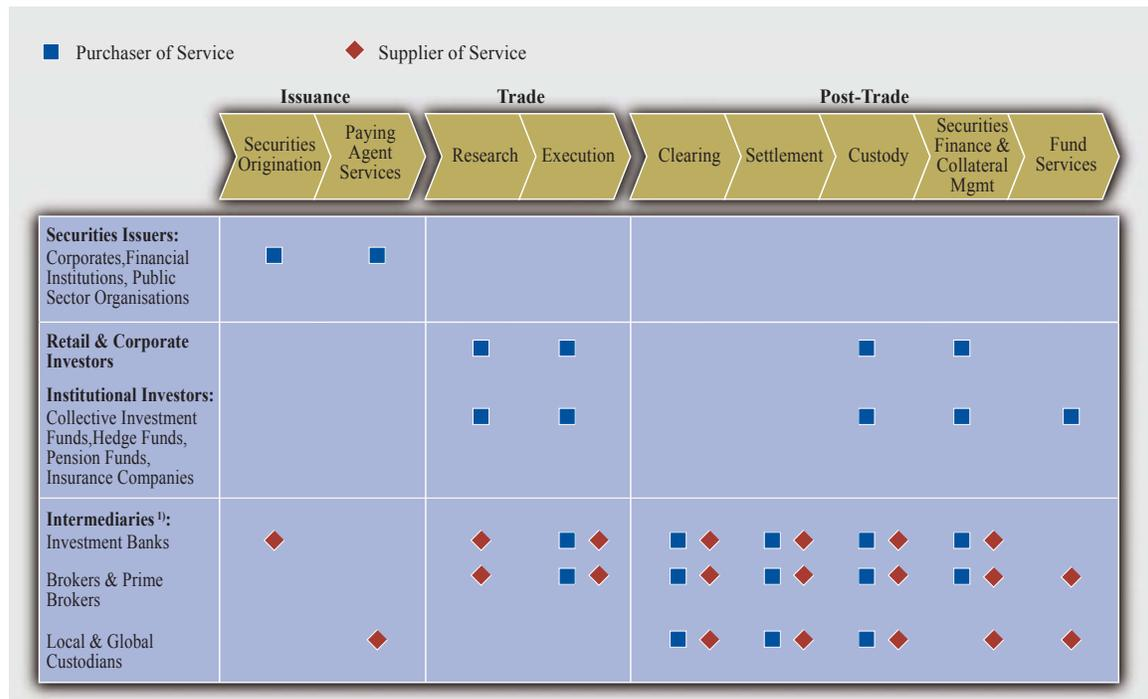 Purchaser of Service
Supplier of Service
Issuance
Trade
Post-Trade
Securities
Origination
Paying
Agent
Services
Research
Execution
Clearing
Settlement
Custody
Securities
Finance &
Collateral
Mgmt
Fund
Services
Securities Issuers:
Corporates,Financial
Institutions, Public
Sector Organisations
Retail & Corporate
Investors
Institutional Investors:
Collective Investment
Funds,Hedge Funds,
Pension Funds,
Insurance Companies
Intermediaries 1):
Investment Banks
Brokers & Prime
Brokers
Local & Global
Custodians